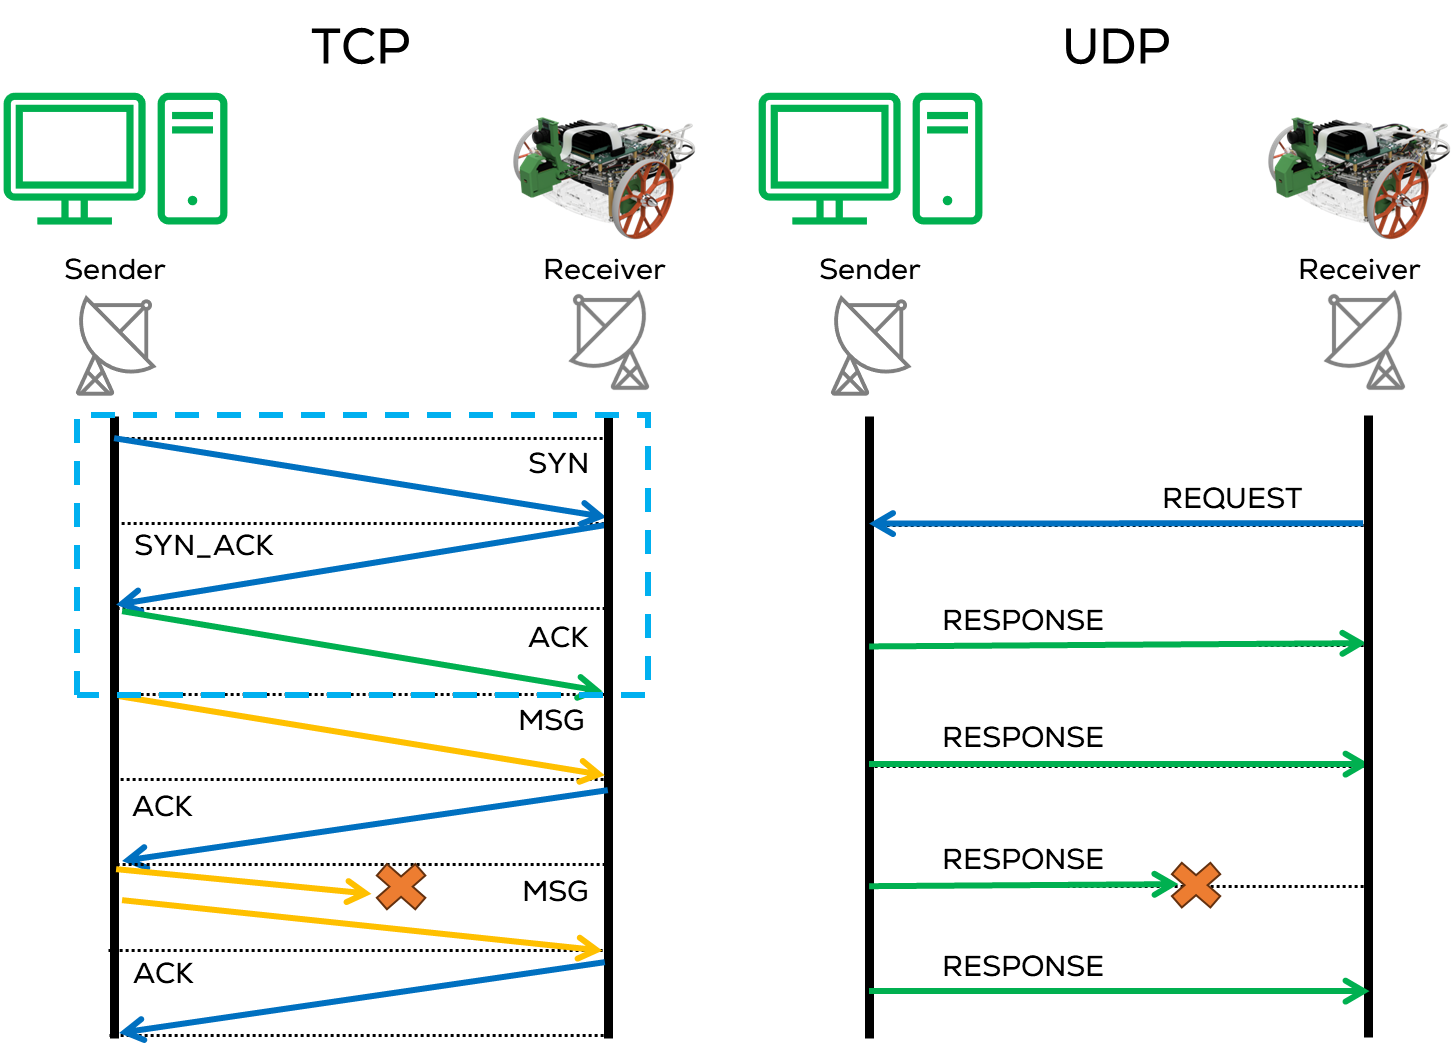 TCP
Sender
Receiver
SYN
SYN_ACK
ACK
MSG
ACK
MSG
ACK
UDP
Sender
Receiver
REQUEST
RESPONSE
RESPONSE
RESPONSE
RESPONSE